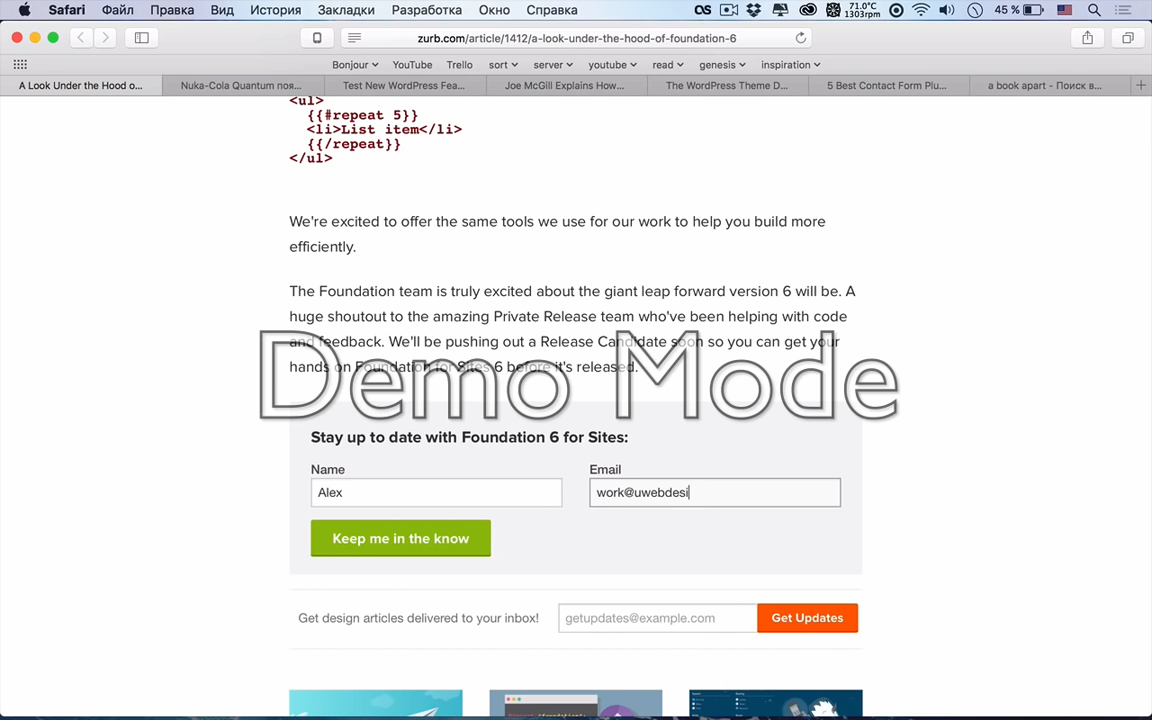 Safari Файл Правка Вид История Закладки Разработка Окно Справка 71.0°C 1303rpm 45 %
zurb.com/article/1412/a-look-under-the-hood-of-foundation-6
Bonjour YouTube Trello sort server youtube read genesis inspiration
A Look Under the Hood o... Nuka-Cola Quantum поя... Test New WordPress Fea... Joe McGill Explains How... The WordPress Theme D... 5 Best Contact Form Plu... a book apart - Поиск в...
<ul>
{{#repeat 5}}
<li>List item</li>
{{/repeat}}
</ul>
We're excited to offer the same tools we use for our work to help you build more
efficiently.
The Foundation team is truly excited about the giant leap forward version 6 will be. A
huge shoutout to the amazing Private Release team who've been helping with code
and feedback. We'll be pushing out a Release Candidate soon so you can get your
hands on Foundation for Sites 6 before it's released.
Demo Mode
Stay up to date with Foundation 6 for Sites:
Name Email
Alex work@uwebdesi
Keep me in the know
Get design articles delivered to your inbox! getupdates@example.com Get Updates